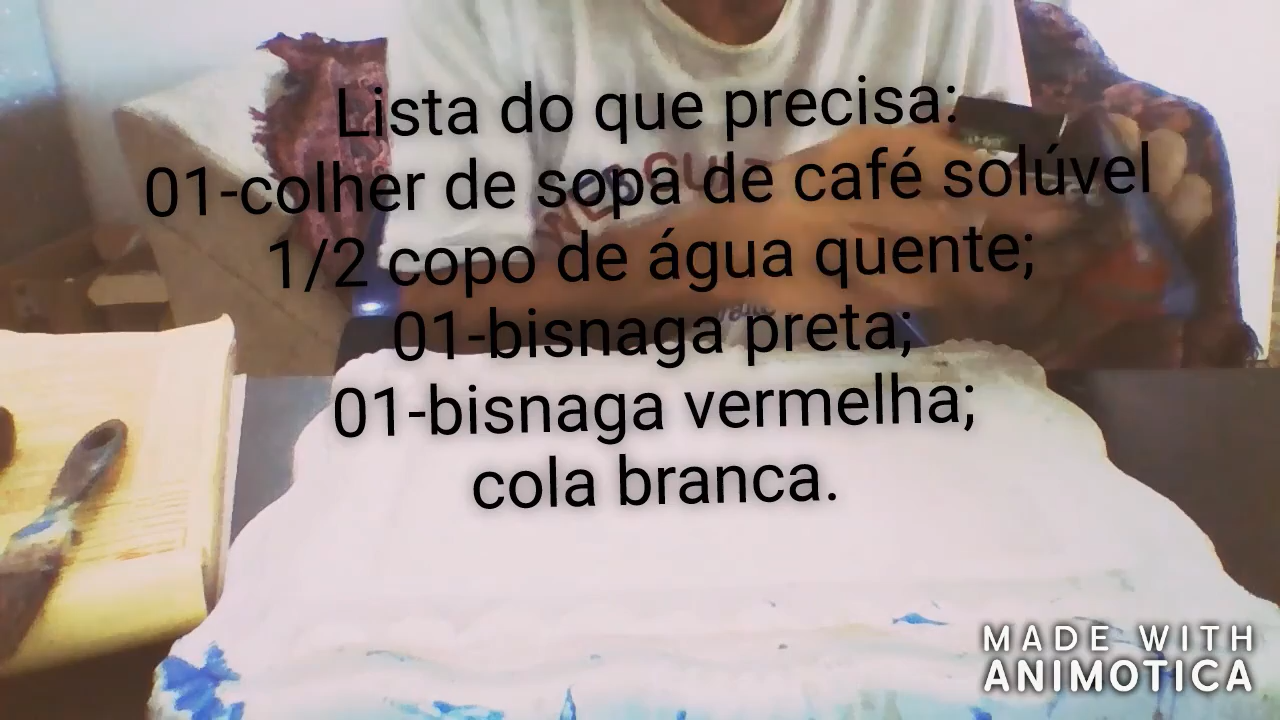 Lista do que precisa:
01-colher de sopa de café solúvel
1/2 copo de água quente;
01-bisnaga preta;
01-bisnaga vermelha;
cola branca.
MADE WITH
ANIMOTICA